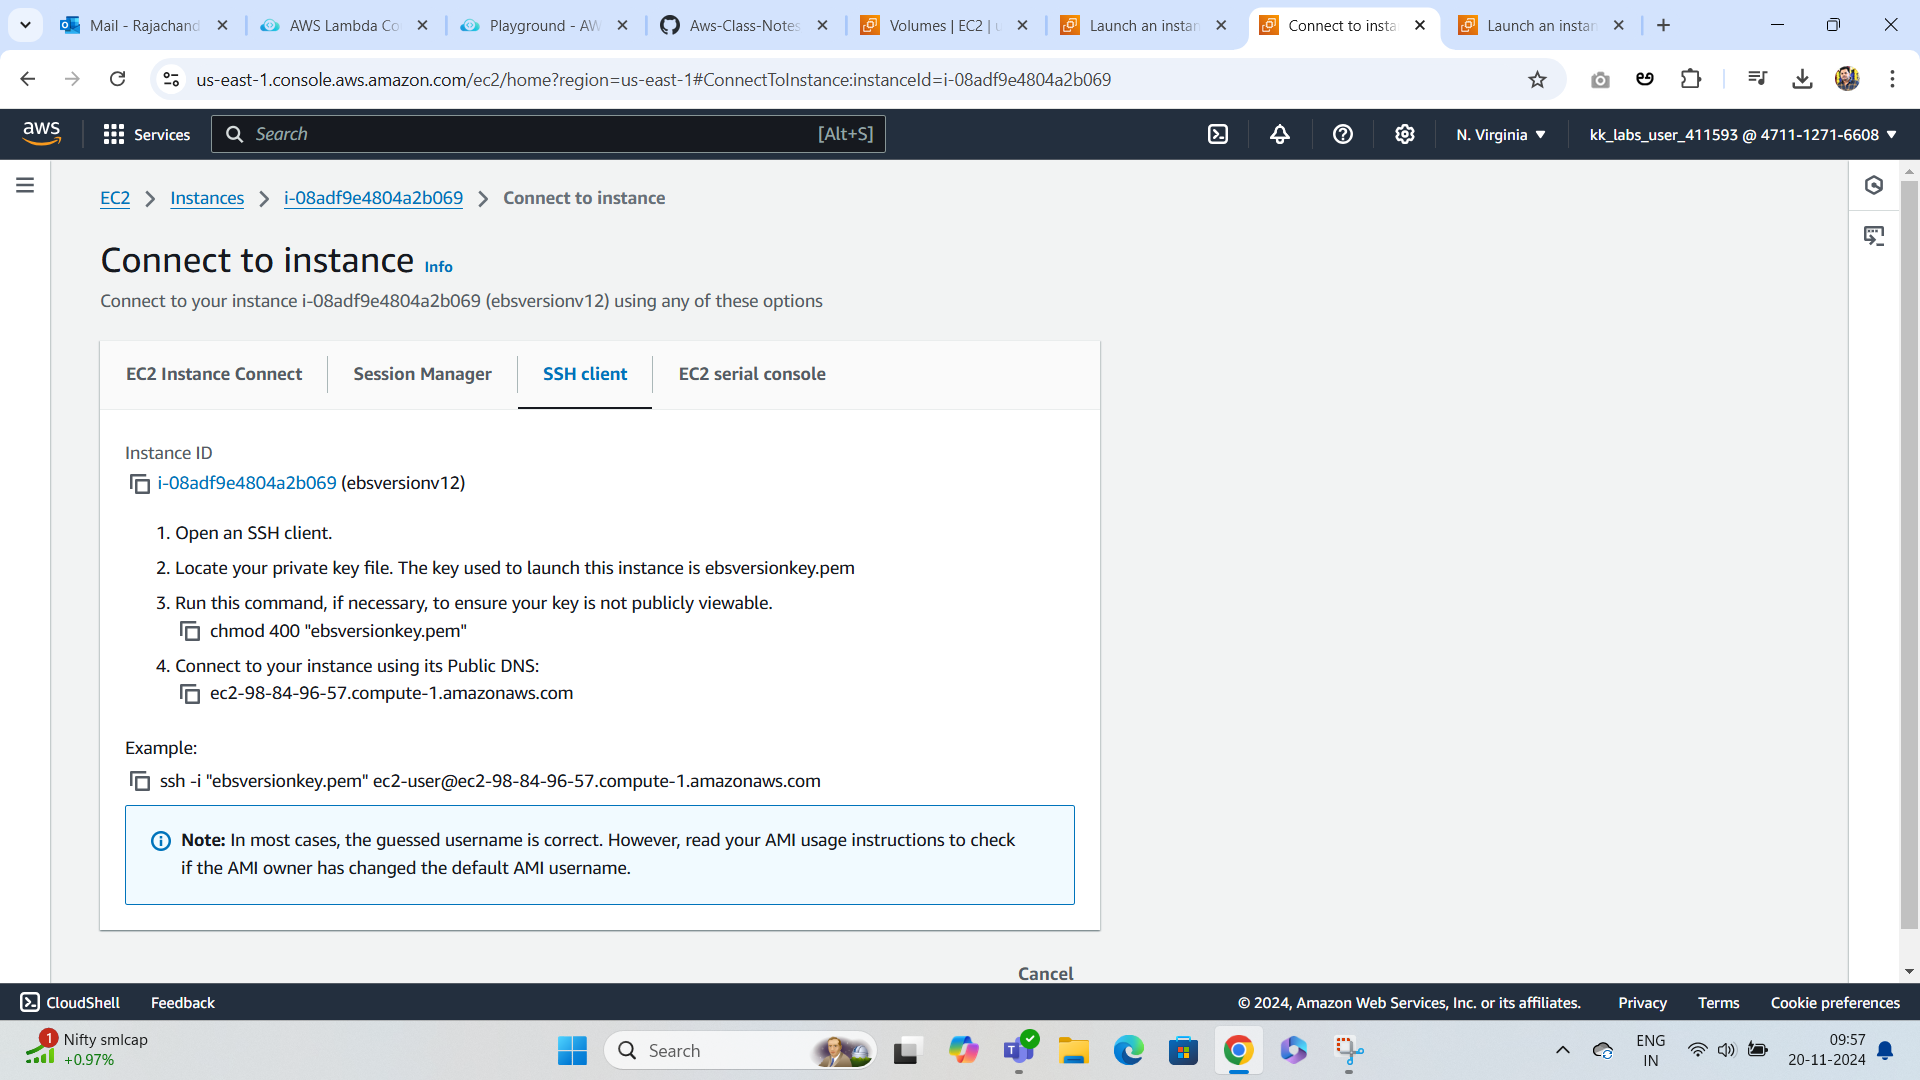 Mail - Rajachand
AWS Lambda Co
Playground - AW
Aws-Class-Notes
Volumes | EC2 | u
Launch an instan
Connect to insta
Launch an instan
us-east-1.console.aws.amazon.com/ec2/home?region=us-east-1#ConnectToInstance:instanceId=i-08adf9e4804a2b069
aws
Services
Search
[Alt+S]
N. Virginia
kk_labs_user_411593 @ 4711-1271-6608
EC2
Instances
i-08adf9e4804a2b069
Connect to instance
Connect to instance Info
Connect to your instance i-08adf9e4804a2b069 (ebsversionv12) using any of these options
EC2 Instance Connect
Session Manager
SSH client
EC2 serial console
Instance ID
i-08adf9e4804a2b069 (ebsversionv12)
1. Open an SSH client.
2. Locate your private key file. The key used to launch this instance is ebsversionkey.pem
3. Run this command, if necessary, to ensure your key is not publicly viewable.
chmod 400 "ebsversionkey.pem"
4. Connect to your instance using its Public DNS:
ec2-98-84-96-57.compute-1.amazonaws.com
Example:
ssh -i "ebsversionkey.pem" ec2-user@ec2-98-84-96-57.compute-1.amazonaws.com
Note: In most cases, the guessed username is correct. However, read your AMI usage instructions to check
if the AMI owner has changed the default AMI username.
Cancel
CloudShell
Feedback
© 2024, Amazon Web Services, Inc. or its affiliates.
Privacy
Terms
Cookie preferences
1
Nifty smlcap
+0.97%
Search
ENG
IN
09:57
20-11-2024